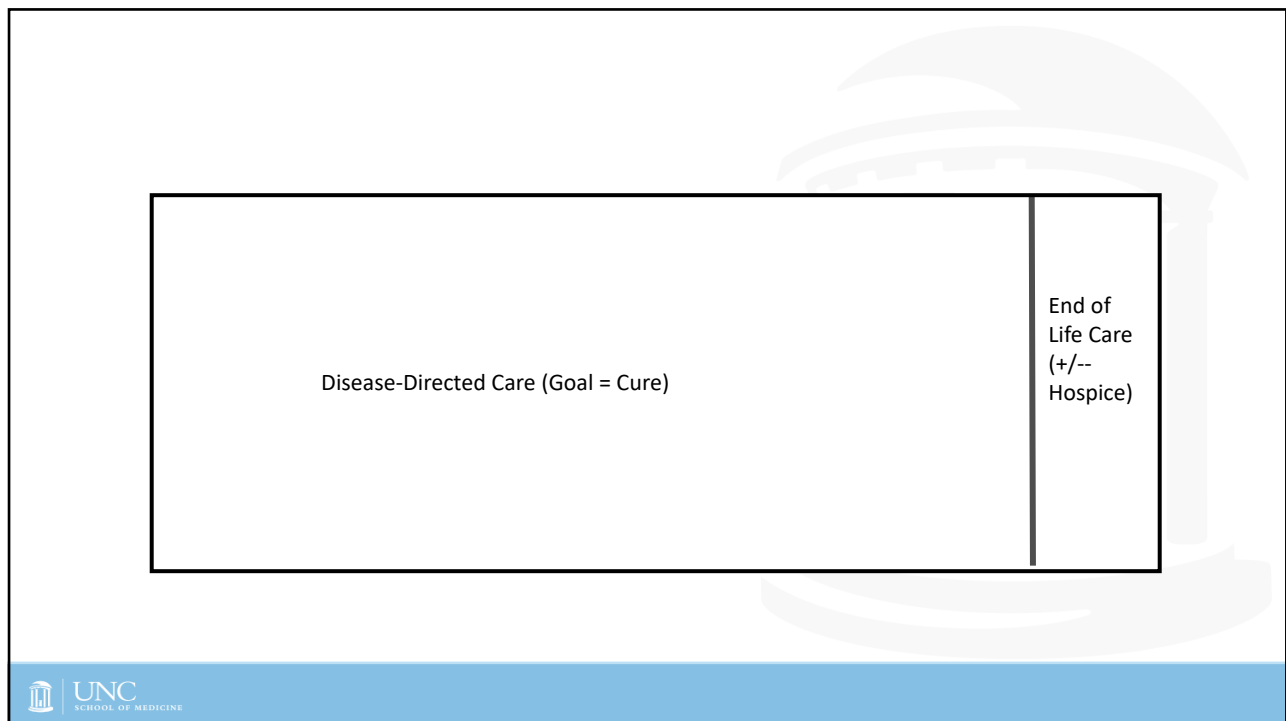 Disease-Directed Care (Goal = Cure)
End of
Life Care
(+/--
Hospice)
UNC
SCHOOL OF MEDICINE